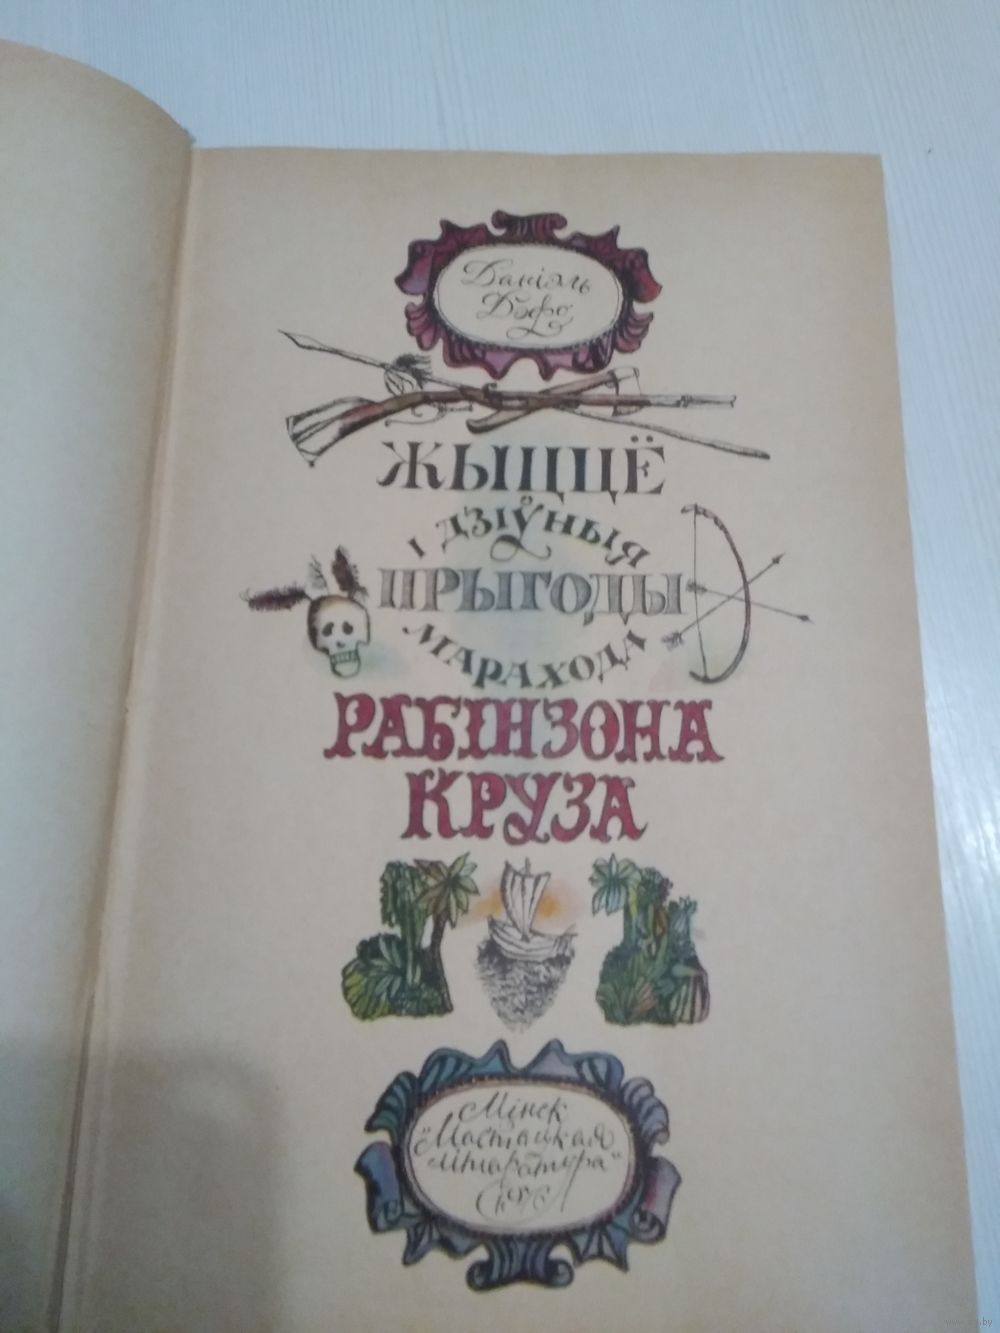 Даніэль
Дэфо
ЖЫЦЦЁ
І ДЗІЎНЫЯ
ПРЫГОДЫ
МАРАХОДА
РАБІНЗОНА
КРУЗА
Мінск
"Мастацкая
літаратура"